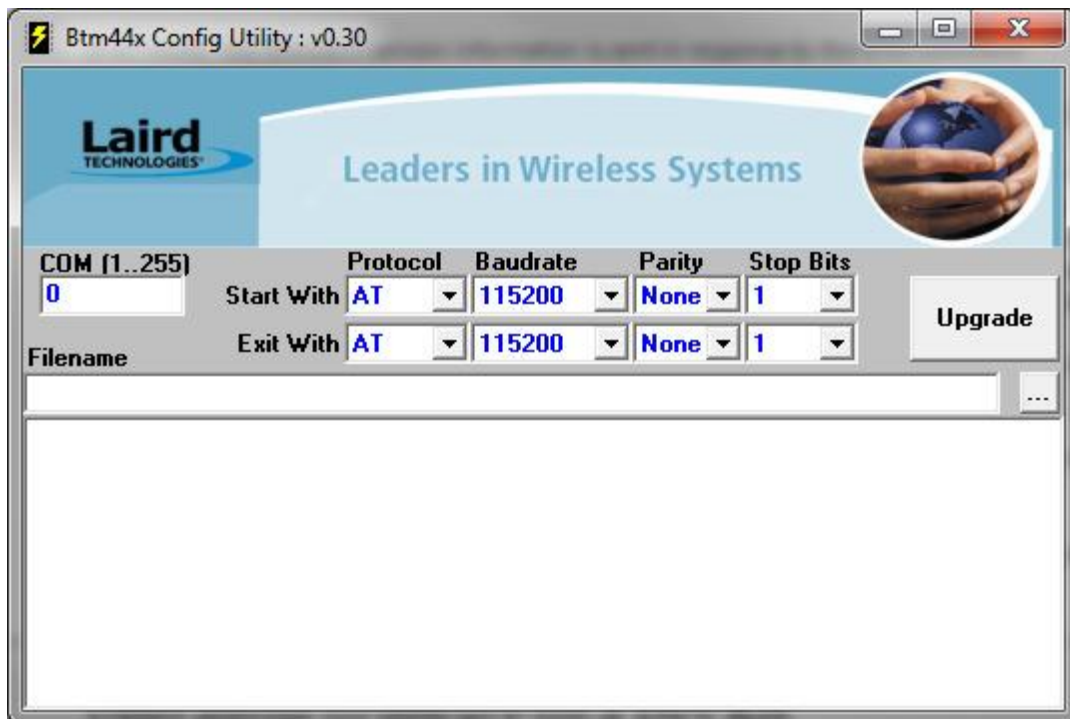 Btm44x Config Utility : v0.30
Laird
TECHNOLOGIES®
Leaders in Wireless Systems
COM (1..255) Protocol Baudrate Parity Stop Bits
0 Start With AT 115200 None 1
Upgrade
Exit With AT 115200 None 1
Filename
...